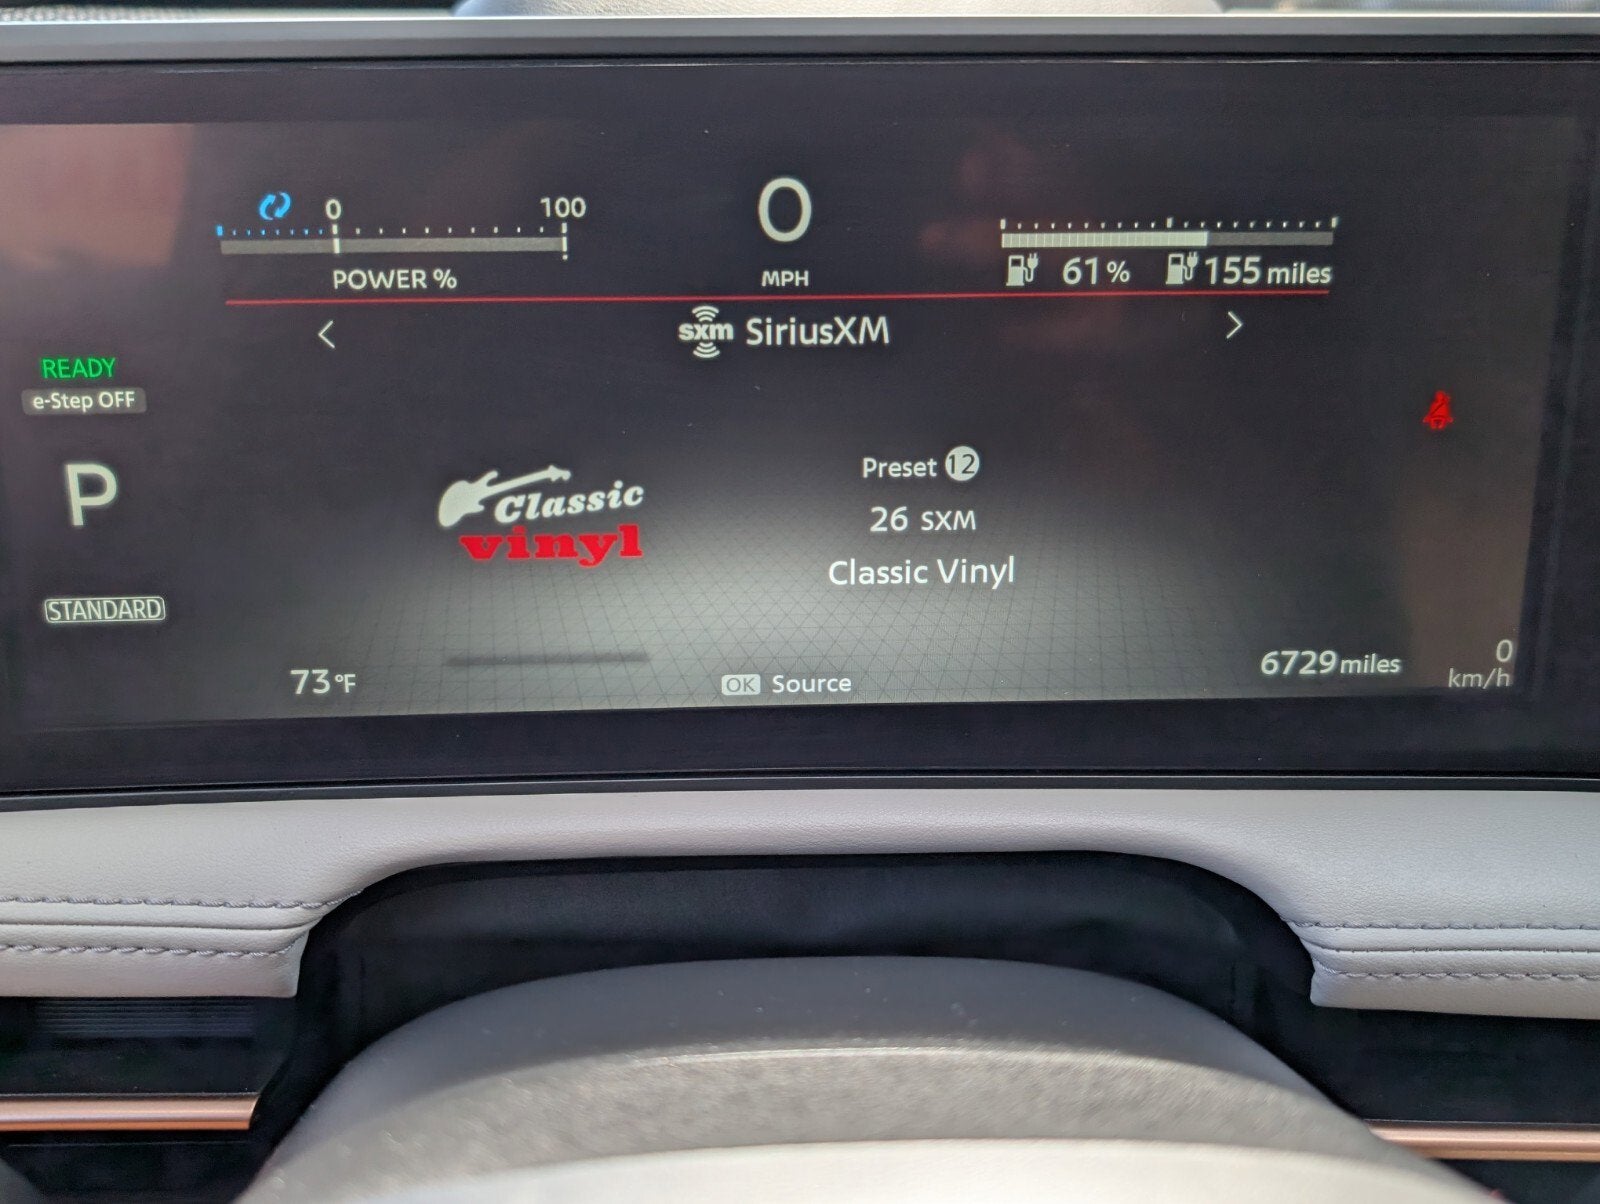 0 100
POWER %
0
MPH
61 % 155 miles
sxm SiriusXM
READY
e-Step OFF
P
STANDARD
Classic
vinyl
Preset 12
26 SXM
Classic Vinyl
73 °F
OK Source
6729 miles
0
km/h